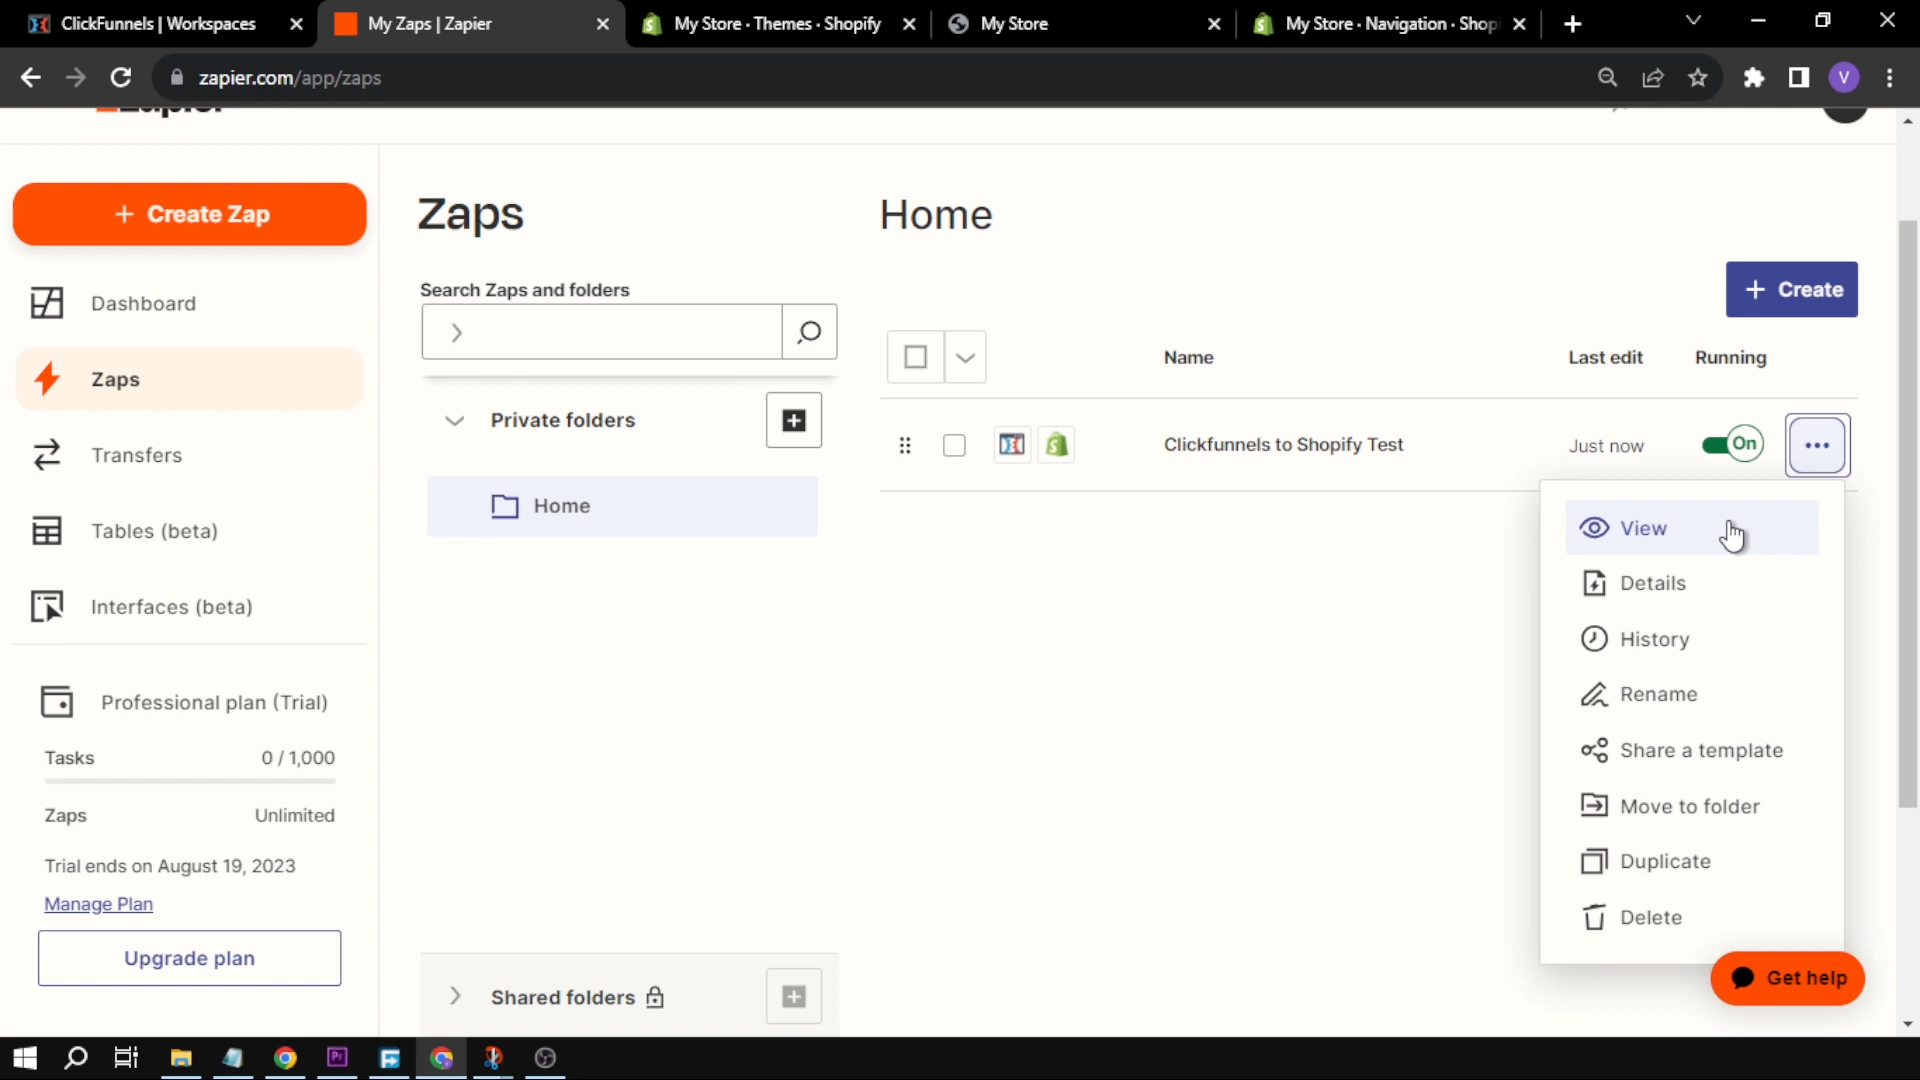 ClickFunnels | Workspaces
My Zaps | Zapier
My Store · Themes · Shopify
My Store
My Store · Navigation · Shop
zapier.com/app/zaps
V
+ Create Zap
Zaps
Home
Search Zaps and folders
+ Create
Dashboard
Name
Last edit
Running
Zaps
Private folders
Clickfunnels to Shopify Test
Just now
On
Transfers
Home
View
Tables (beta)
Details
Interfaces (beta)
History
Professional plan (Trial)
Rename
Tasks
0 / 1,000
Share a template
Zaps
Unlimited
Move to folder
Trial ends on August 19, 2023
Duplicate
Manage Plan
Delete
Upgrade plan
Get help
Shared folders
Pr